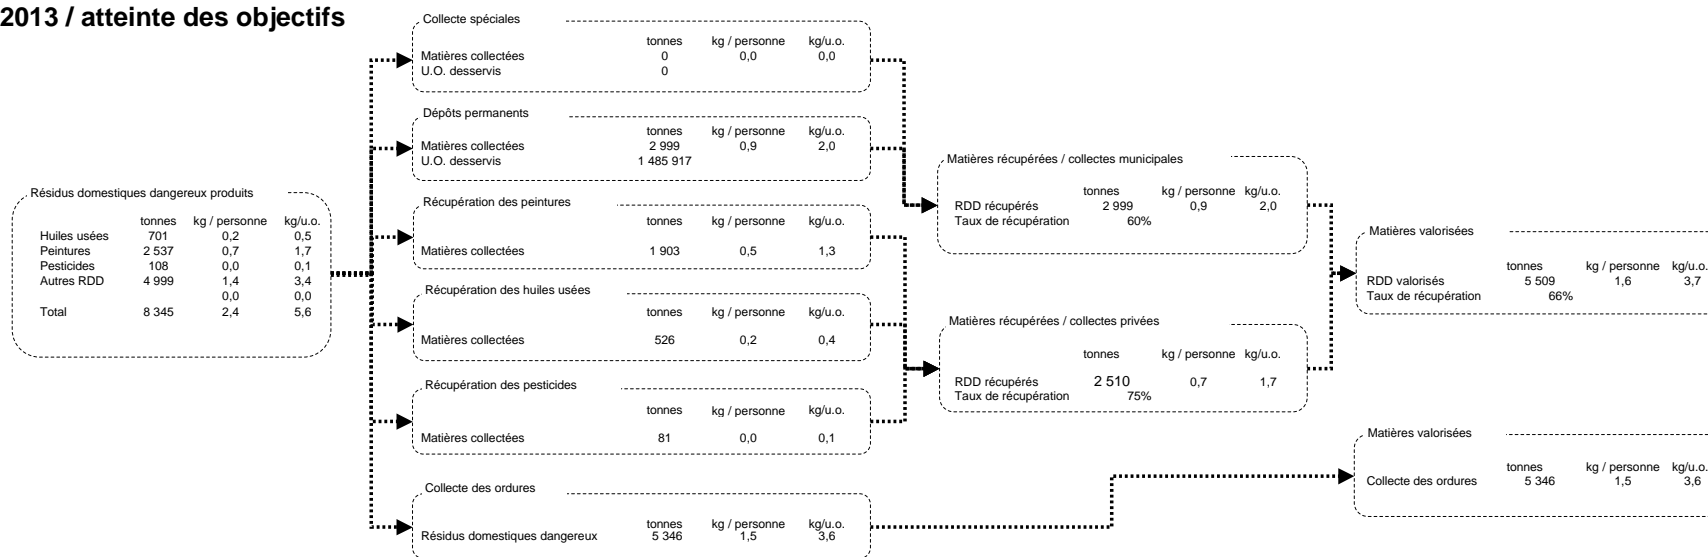 2013 / atteinte des objectifs
Collecte spéciales
tonnes kg / personne kg/u.o.
Matières collectées 0 0,0 0,0
U.O. desservis 0
Dépôts permanents
tonnes kg / personne kg/u.o.
Matières collectées 2 999 0,9 2,0
U.O. desservis 1 485 917
Résidus domestiques dangereux produits
tonnes kg / personne kg/u.o.
Huiles usées 701 0,2 0,5
Peintures 2 537 0,7 1,7
Pesticides 108 0,0 0,1
Autres RDD 4 999 1,4 3,4
0,0 0,0
Total 8 345 2,4 5,6
Récupération des peintures
tonnes kg / personne kg/u.o.
Matières collectées 1 903 0,5 1,3
Récupération des huiles usées
tonnes kg / personne kg/u.o.
Matières collectées 526 0,2 0,4
Récupération des pesticides
tonnes kg / personne kg/u.o.
Matières collectées 81 0,0 0,1
Collecte des ordures
tonnes kg / personne kg/u.o.
Résidus domestiques dangereux 5 346 1,5 3,6
Matières récupérées / collectes municipales
tonnes kg / personne kg/u.o.
RDD récupérés 2 999 0,9 2,0
Taux de récupération 60%
Matières récupérées / collectes privées
tonnes kg / personne kg/u.o.
RDD récupérés 2 510 0,7 1,7
Taux de récupération 75%
Matières valorisées
tonnes kg / personne kg/u.o.
RDD valorisés 5 509 1,6 3,7
Taux de récupération 66%
Matières valorisées
tonnes kg / personne kg/u.o.
Collecte des ordures 5 346 1,5 3,6